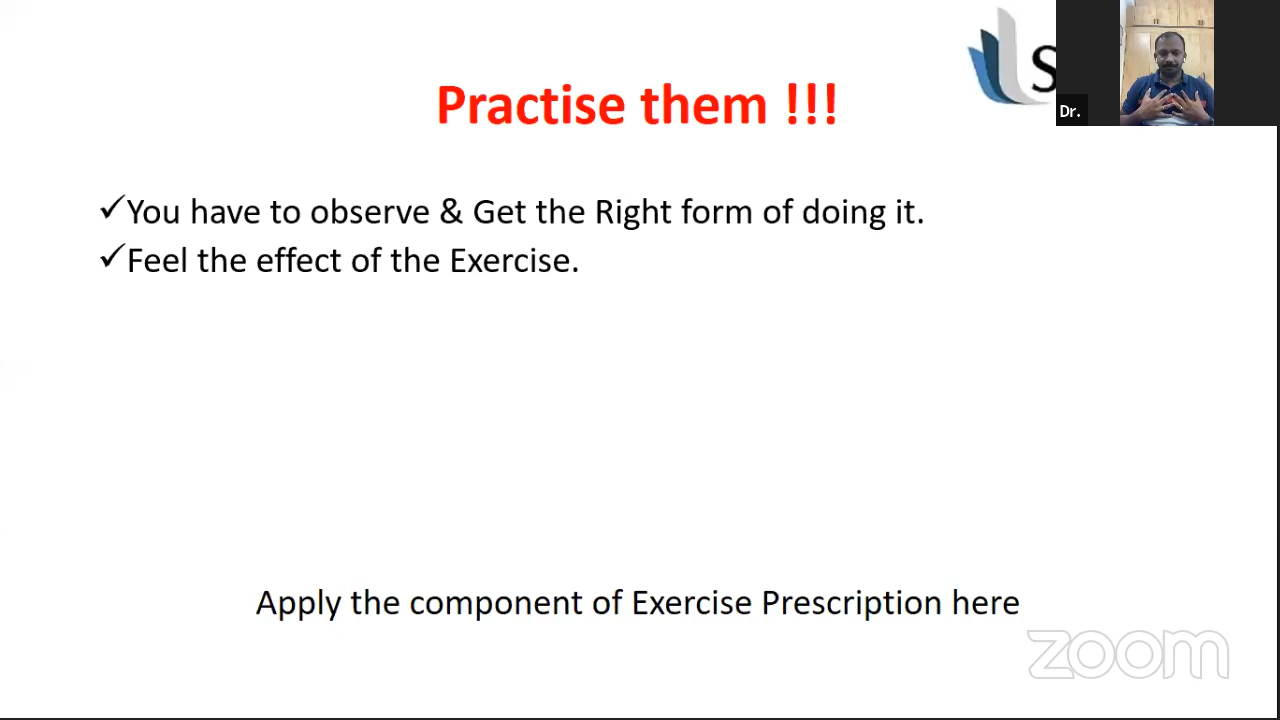 Practise them !!!
S
Dr.
✓You have to observe & Get the Right form of doing it.
✓Feel the effect of the Exercise.
Apply the component of Exercise Prescription here
zoom